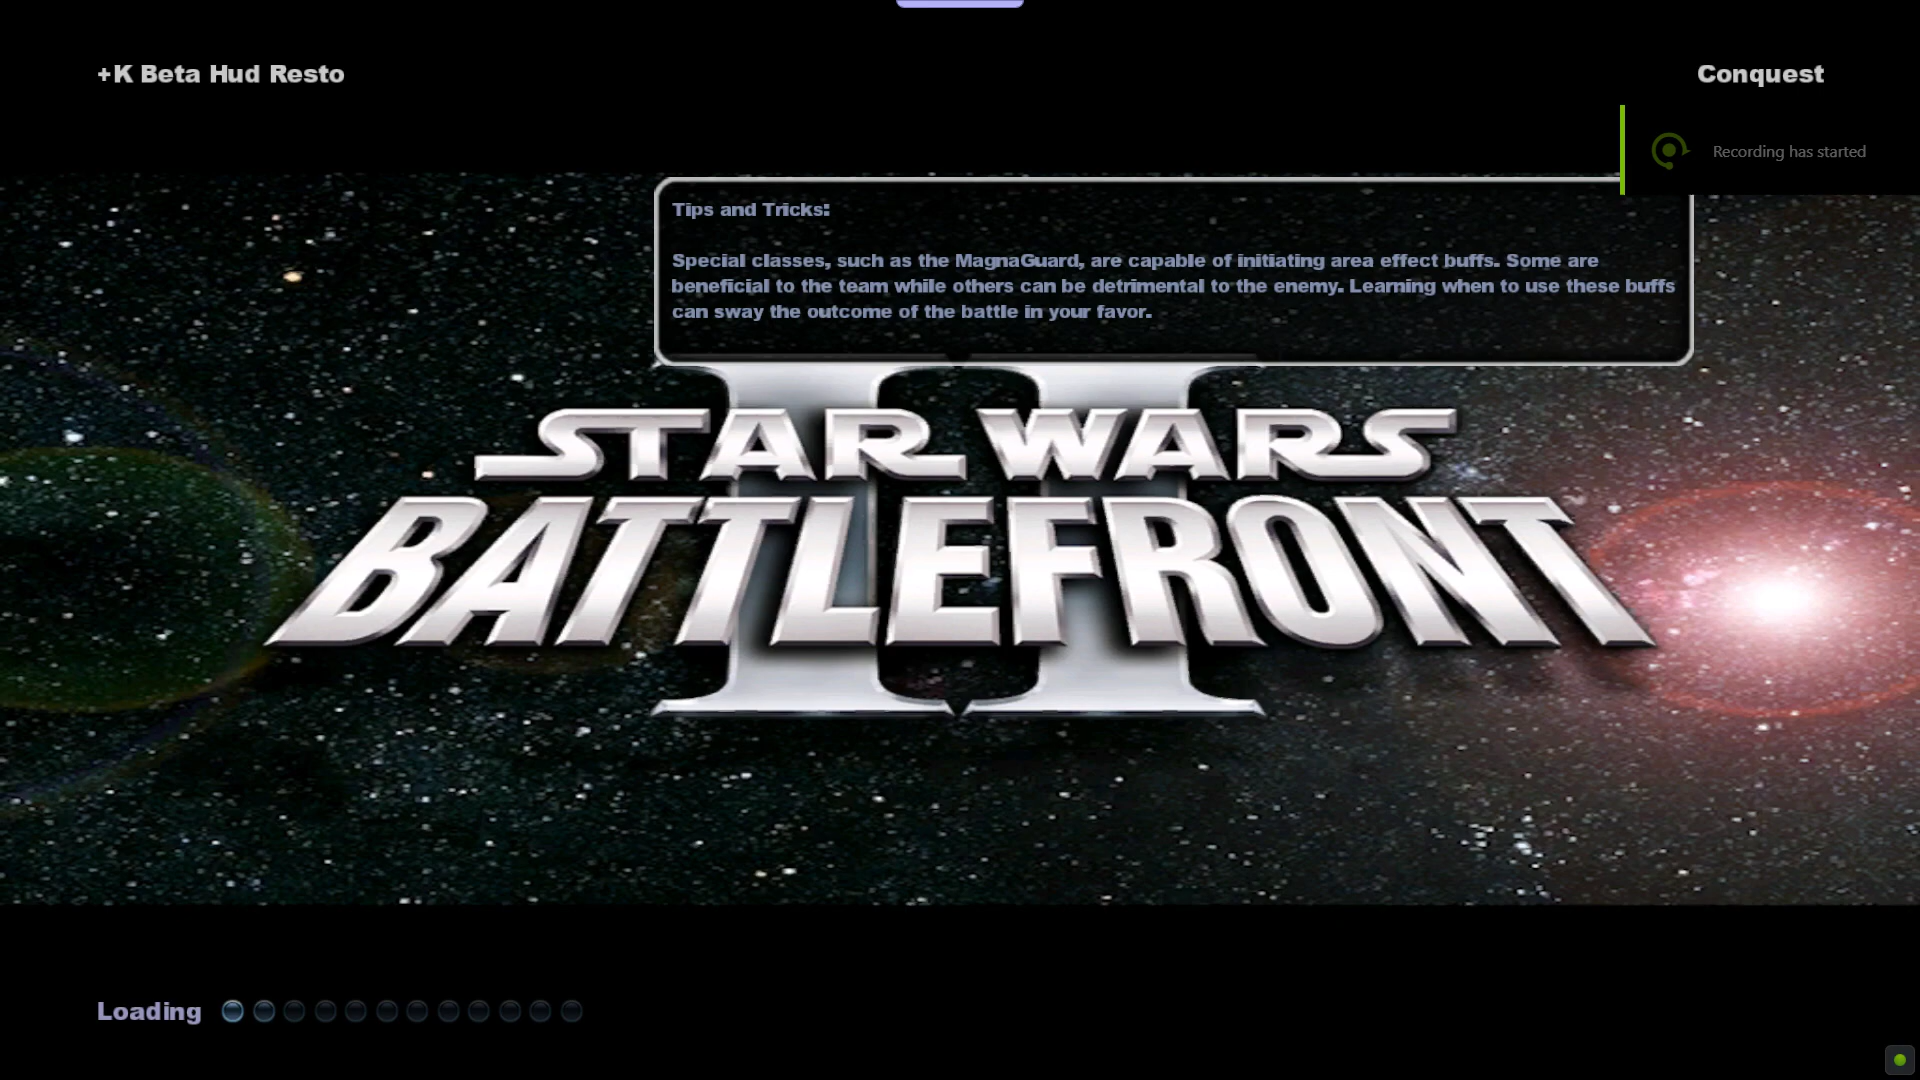 +K Beta Hud Resto
Conquest
Recording has started
Tips and Tricks:
Special classes, such as the MagnaGuard, are capable of initiating area effect buffs. Some are
beneficial to the team while others can be detrimental to the enemy. Learning when to use these buffs
can sway the outcome of the battle in your favor.
STAR WARS
BATTLEFRONT
II
Loading